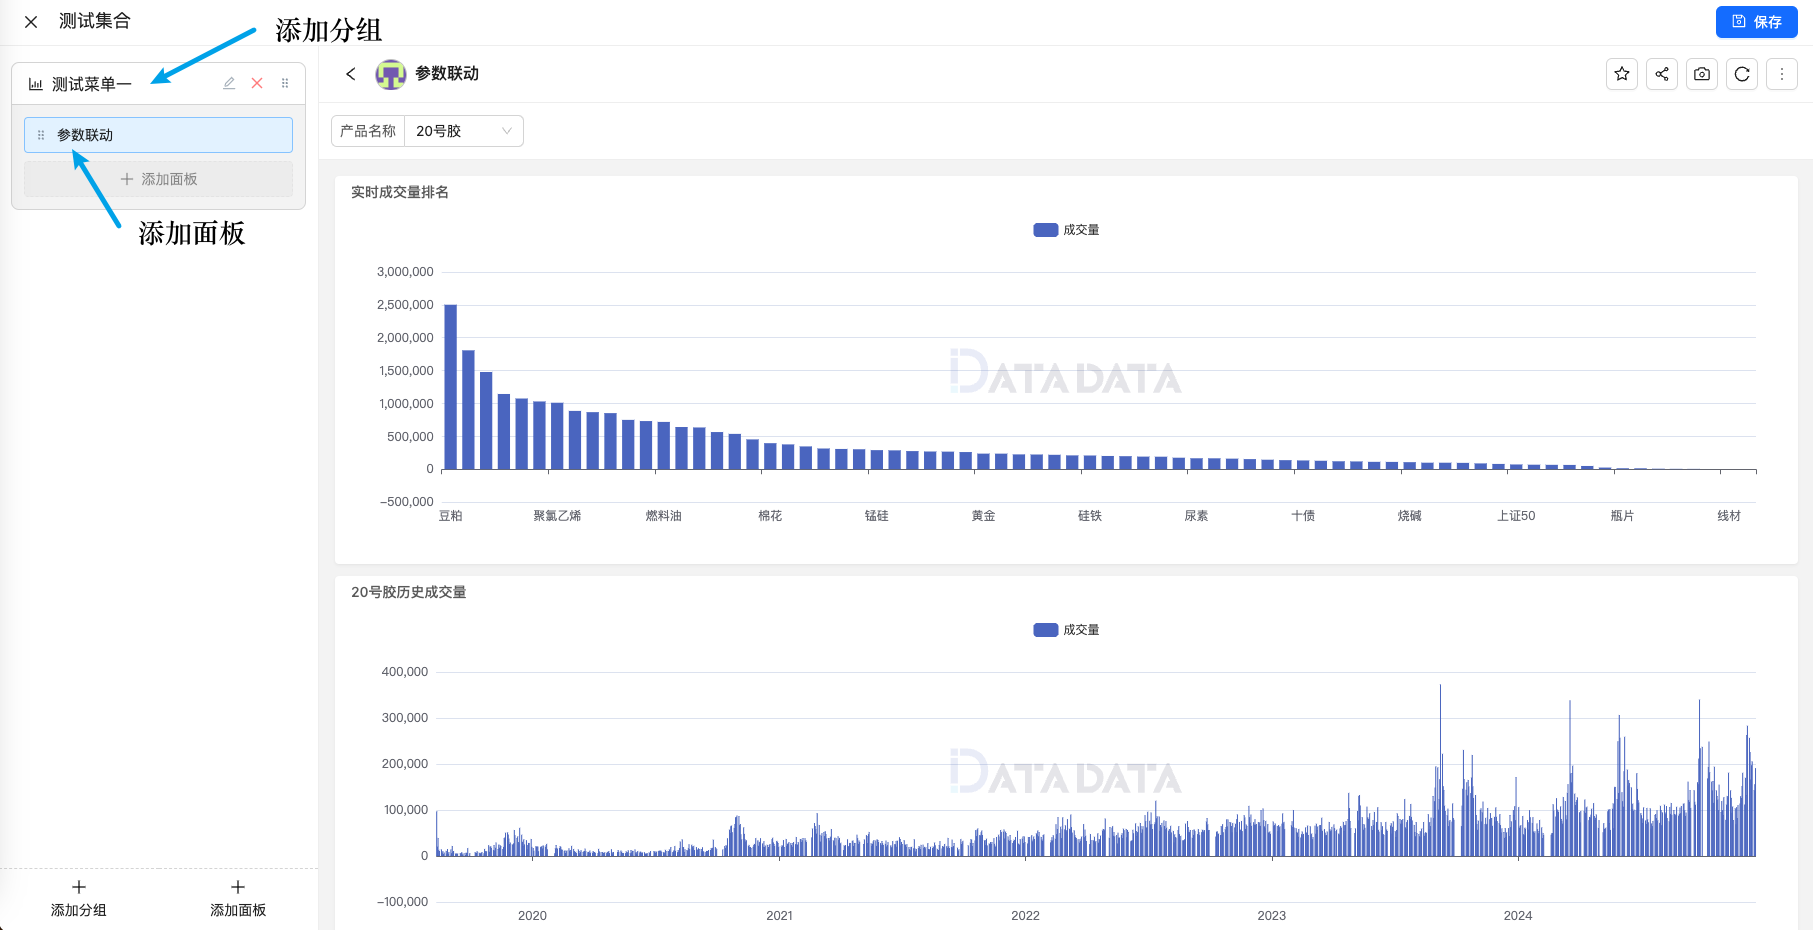 测试集合
添加分组
保存
测试菜单一
参数联动
添加面板
添加面板
添加分组
添加面板
参数联动
产品名称
20号胶
实时成交量排名
成交量
3,000,000
2,500,000
2,000,000
1,500,000
1,000,000
500,000
0
−500,000
豆粕
聚氯乙烯
燃料油
棉花
锰硅
黄金
硅铁
尿素
十债
烧碱
上证50
瓶片
线材
DATADATA
20号胶历史成交量
成交量
400,000
300,000
200,000
100,000
0
−100,000
2020
2021
2022
2023
2024
DATADATA